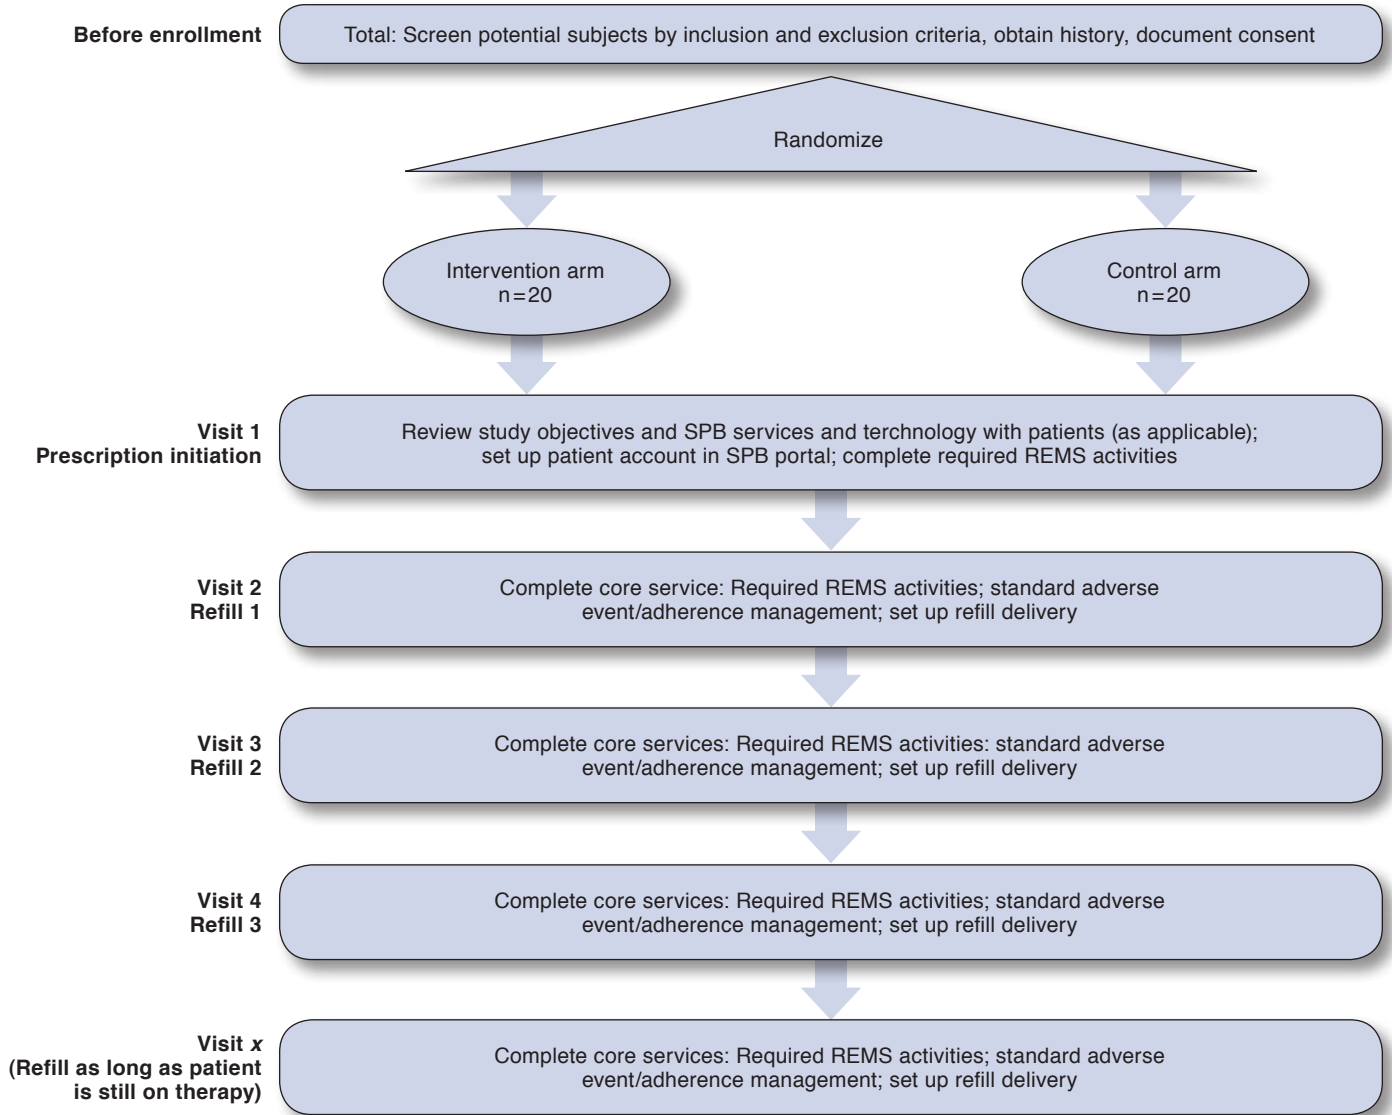 Before enrollment
Total: Screen potential subjects by inclusion and exclusion criteria, obtain history, document consent
Randomize
Intervention arm
n=20
Control arm
n=20
Visit 1
Prescription initiation
Review study objectives and SPB services and terchnology with patients (as applicable);
set up patient account in SPB portal; complete required REMS activities
Visit 2
Refill 1
Complete core service: Required REMS activities; standard adverse
event/adherence management; set up refill delivery
Visit 3
Refill 2
Complete core services: Required REMS activities: standard adverse
event/adherence management; set up refill delivery
Visit 4
Refill 3
Complete core services: Required REMS activities; standard adverse
event/adherence management; set up refill delivery
Visit x
(Refill as long as patient
is still on therapy)
Complete core services: Required REMS activities; standard adverse
event/adherence management; set up refill delivery